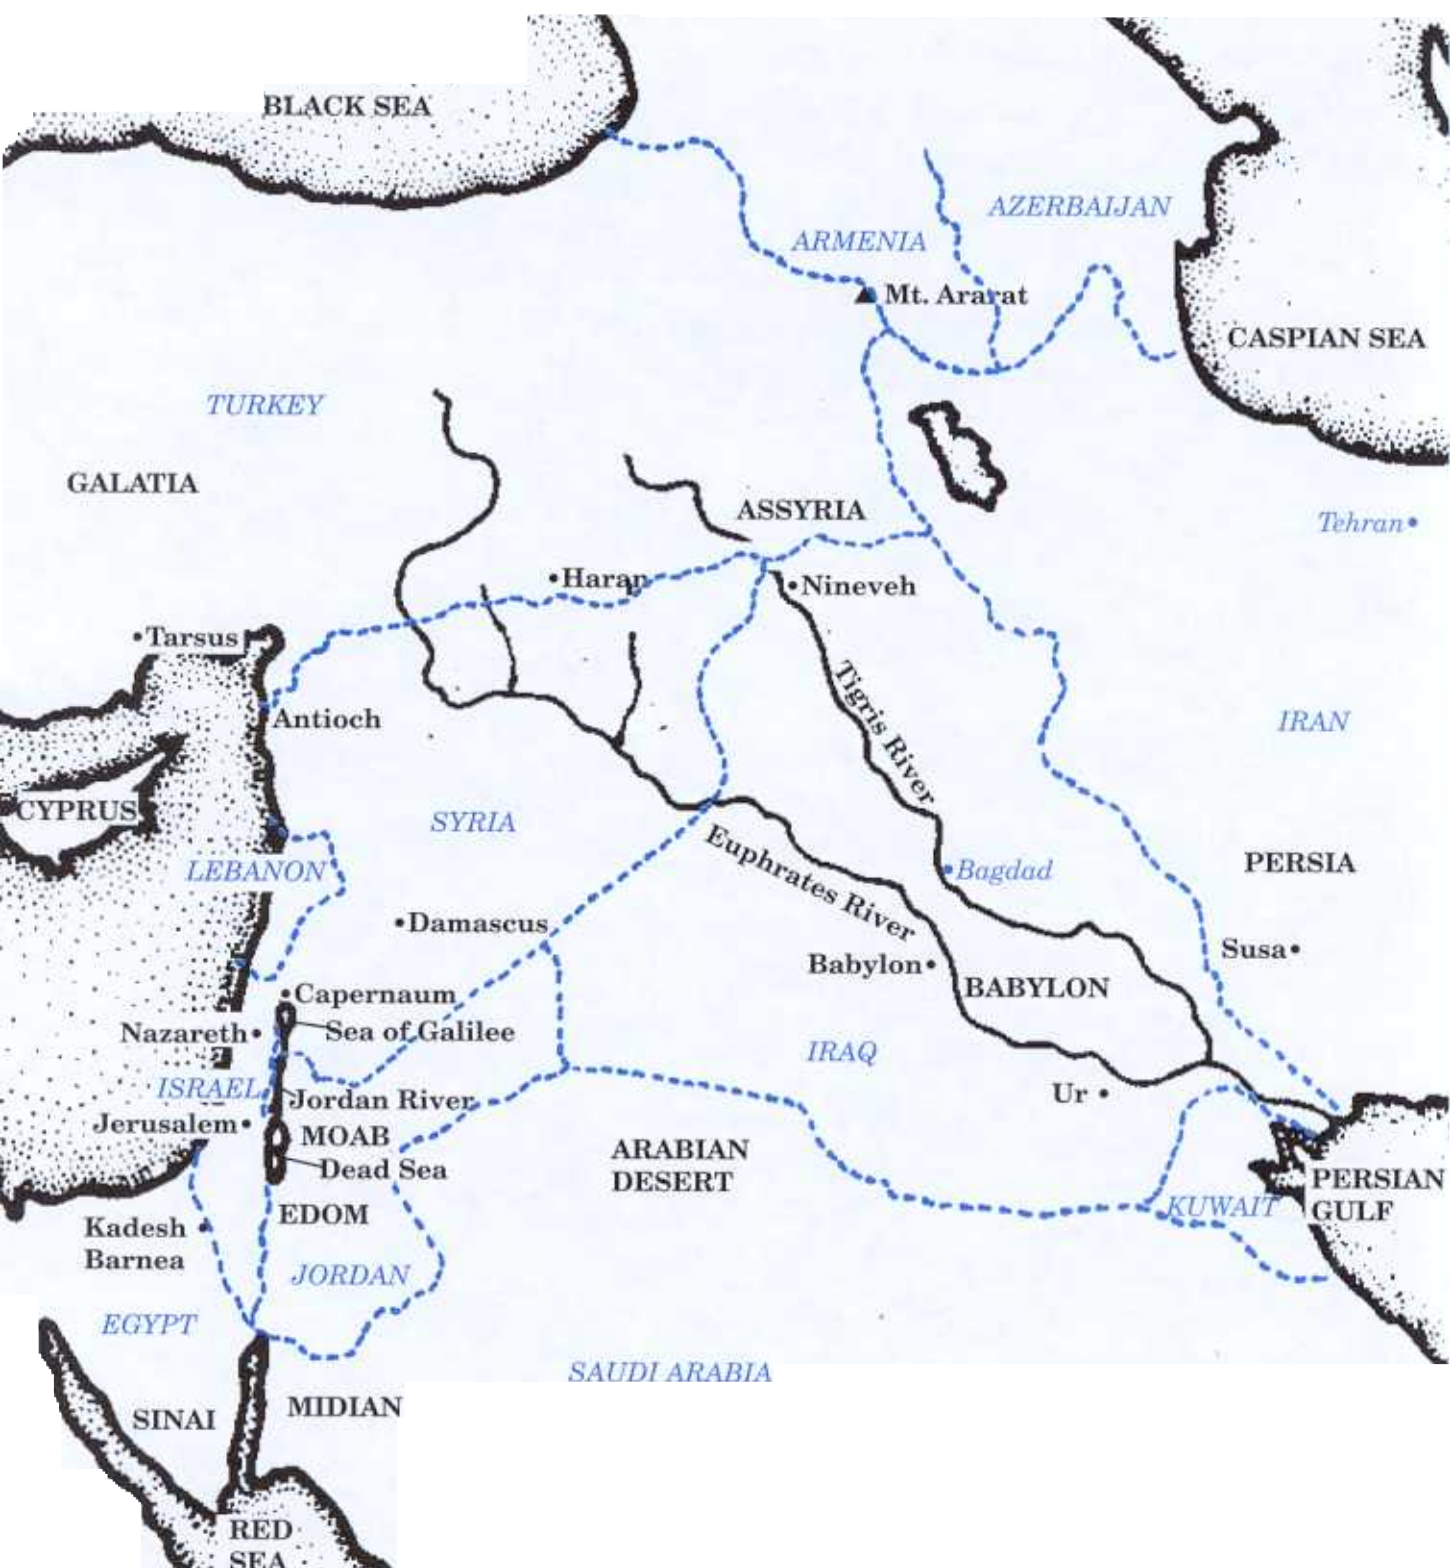 BLACK SEA
AZERBAIJAN
ARMENIA
Mt. Ararat
CASPIAN SEA
TURKEY
GALATIA
ASSYRIA
Tehran
Haran
Nineveh
Tarsus
Antioch
Tigris River
IRAN
CYPRUS
SYRIA
Euphrates River
LEBANON
Bagdad
PERSIA
Damascus
Susa
Babylon
BABYLON
Capernaum
Nazareth
Sea of Galilee
IRAQ
ISRAEL
Jordan River
Ur
Jerusalem
MOAB
ARABIAN
DESERT
Dead Sea
PERSIAN
GULF
KUWAIT
EDOM
Kadesh
Barnea
JORDAN
EGYPT
SAUDI ARABIA
SINAI
MIDIAN
RED
SEA